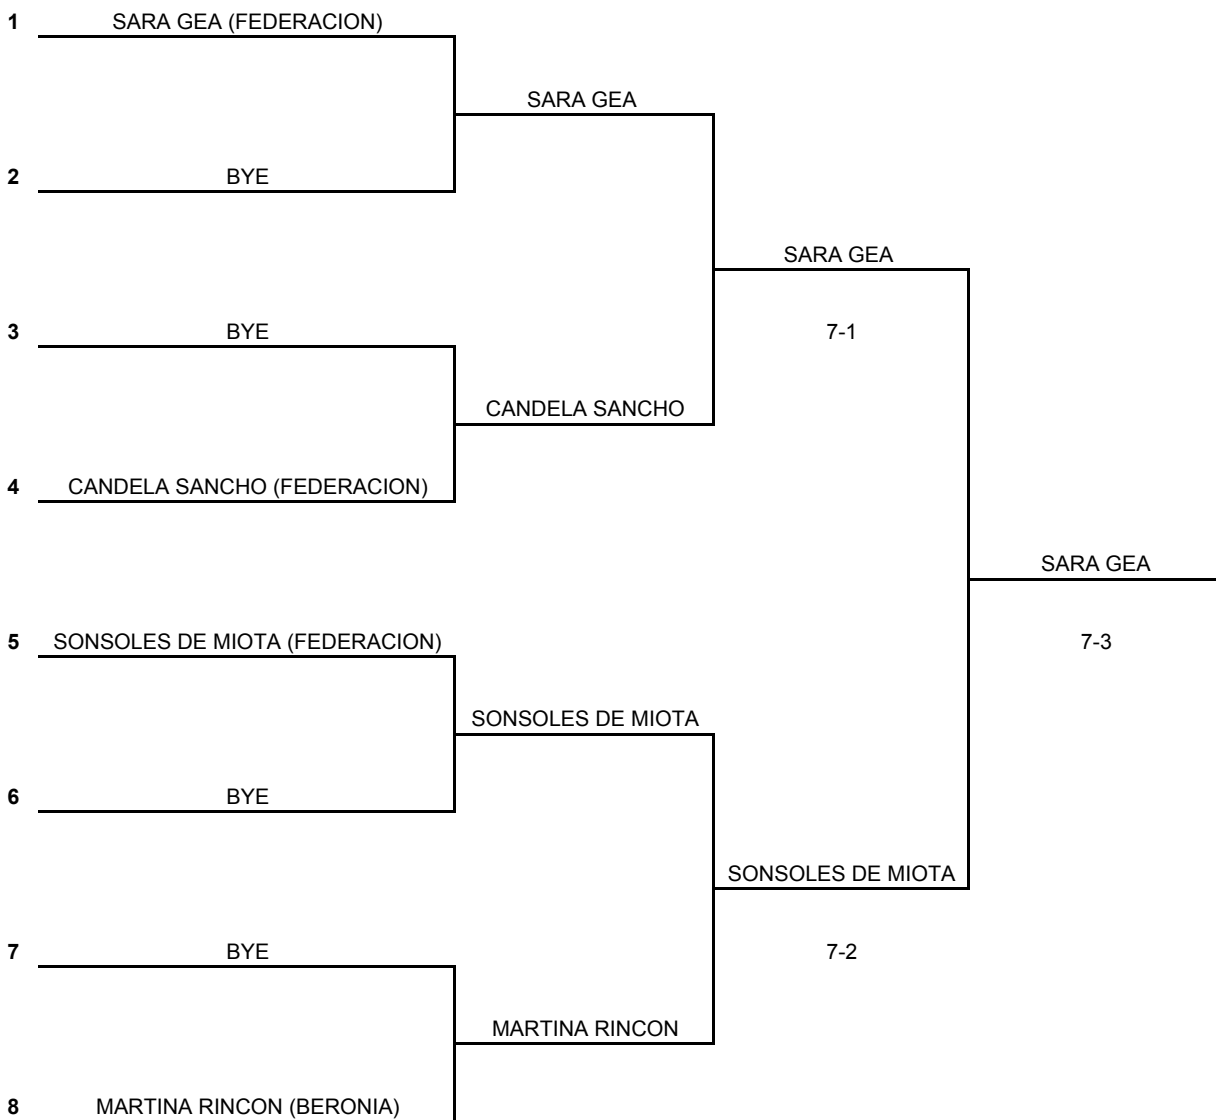 1 SARA GEA (FEDERACION)
SARA GEA
2 BYE
SARA GEA
3 BYE 7-1
CANDELA SANCHO
4 CANDELA SANCHO (FEDERACION)
SARA GEA
5 SONSOLES DE MIOTA (FEDERACION) 7-3
SONSOLES DE MIOTA
6 BYE
SONSOLES DE MIOTA
7 BYE 7-2
MARTINA RINCON
8 MARTINA RINCON (BERONIA)